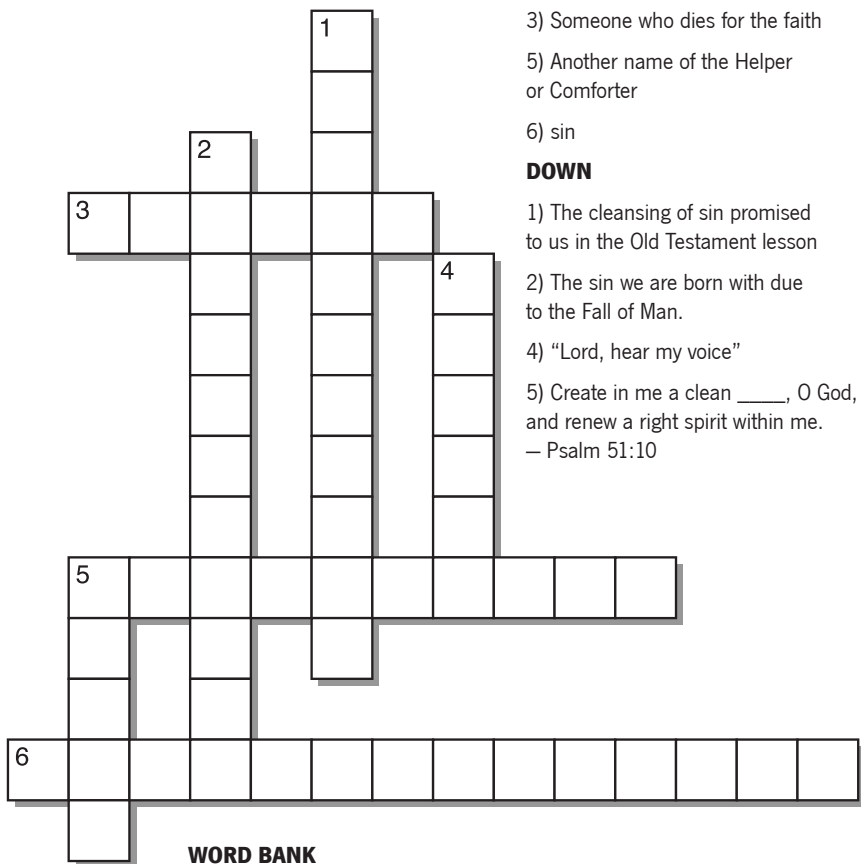 1
2
3
4
5
6
3) Someone who dies for the faith
5) Another name of the Helper
or Comforter
6) sin
DOWN
1) The cleansing of sin promised
to us in the Old Testament lesson
2) The sin we are born with due
to the Fall of Man.
4) “Lord, hear my voice”
5) Create in me a clean ____, O God,
and renew a right spirit within me.
— Psalm 51:10
WORD BANK